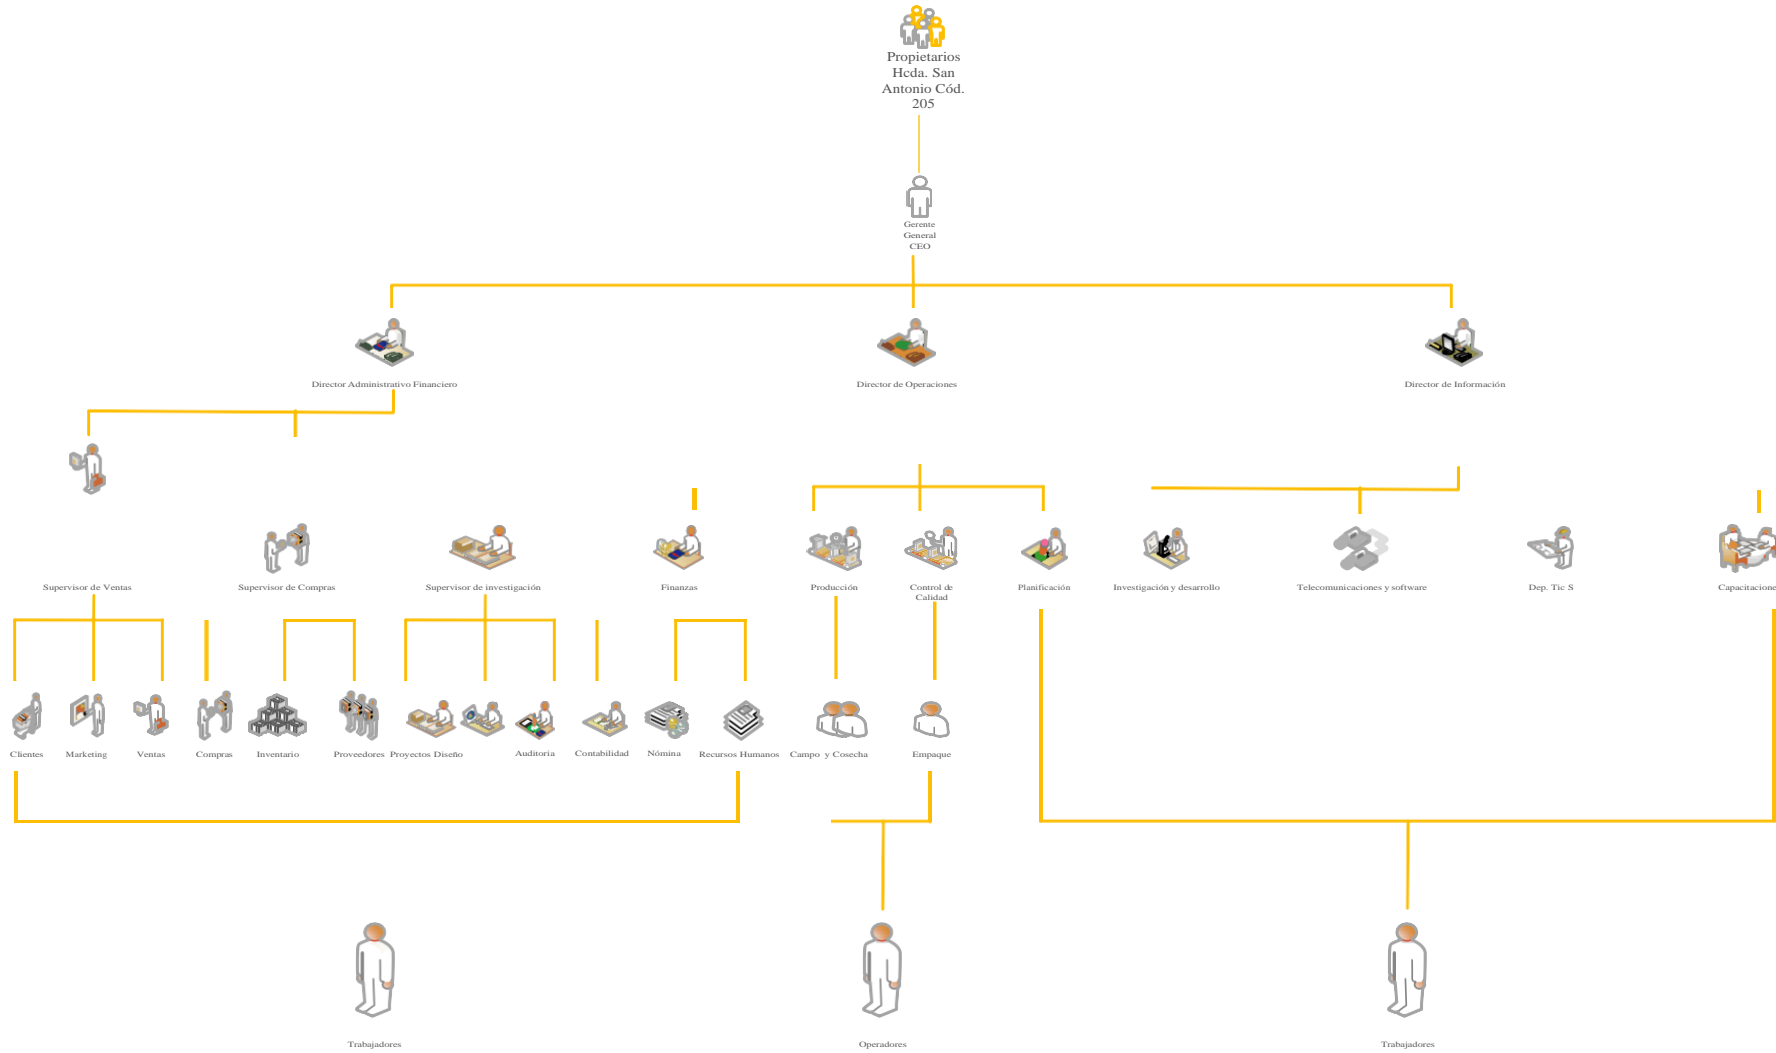 Propietarios
Hcda. San
Antonio Cód.
205
Gerente
General
CEO
Director Administrativo Financiero
Director de Operaciones
Director de Información
Supervisor de Ventas
Supervisor de Compras
Supervisor de investigación
Finanzas
Producción
Control de
Calidad
Planificación
Investigación y desarrollo
Telecomunicaciones y software
Dep. Tic S
Capacitacione
Clientes
Marketing
Ventas
Compras
Inventario
Proveedores
Proyectos Diseño
Auditoria
Contabilidad
Nómina
Recursos Humanos
Campo y Cosecha
Empaque
Trabajadores
Operadores
Trabajadores